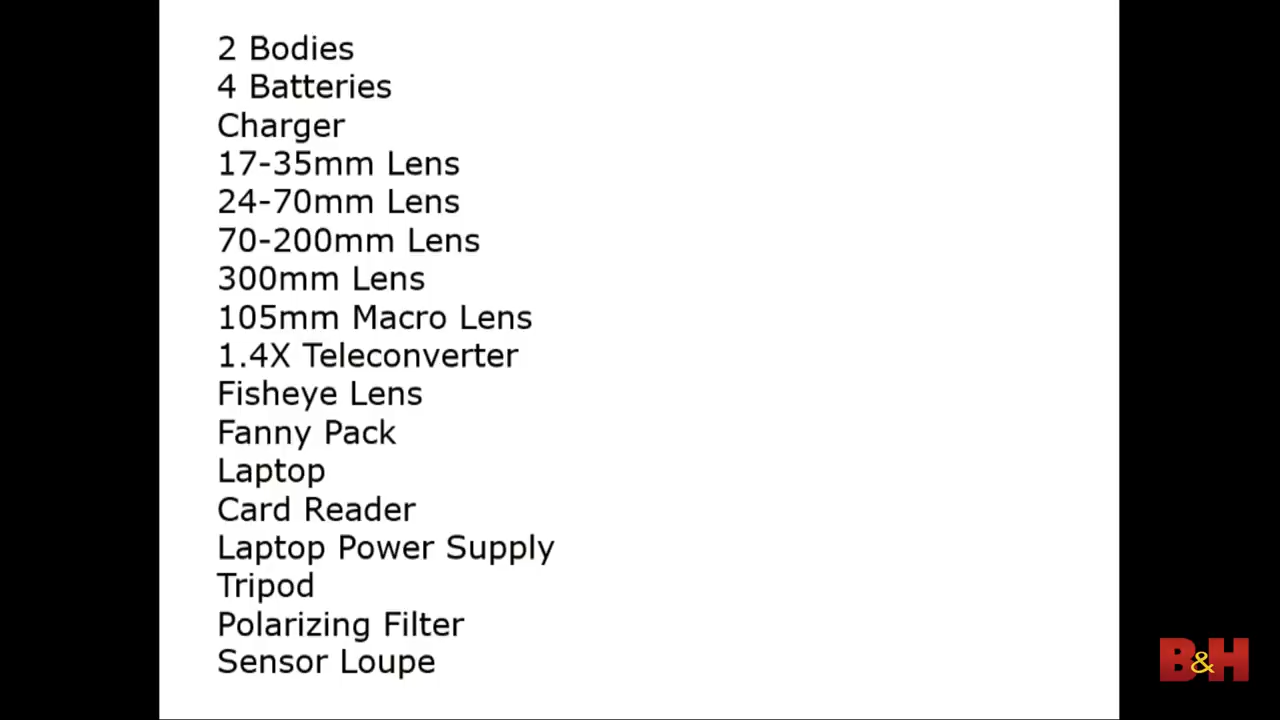 2 Bodies
4 Batteries
Charger
17-35mm Lens
24-70mm Lens
70-200mm Lens
300mm Lens
105mm Macro Lens
1.4X Teleconverter
Fisheye Lens
Fanny Pack
Laptop
Card Reader
Laptop Power Supply
Tripod
Polarizing Filter
Sensor Loupe
B&H